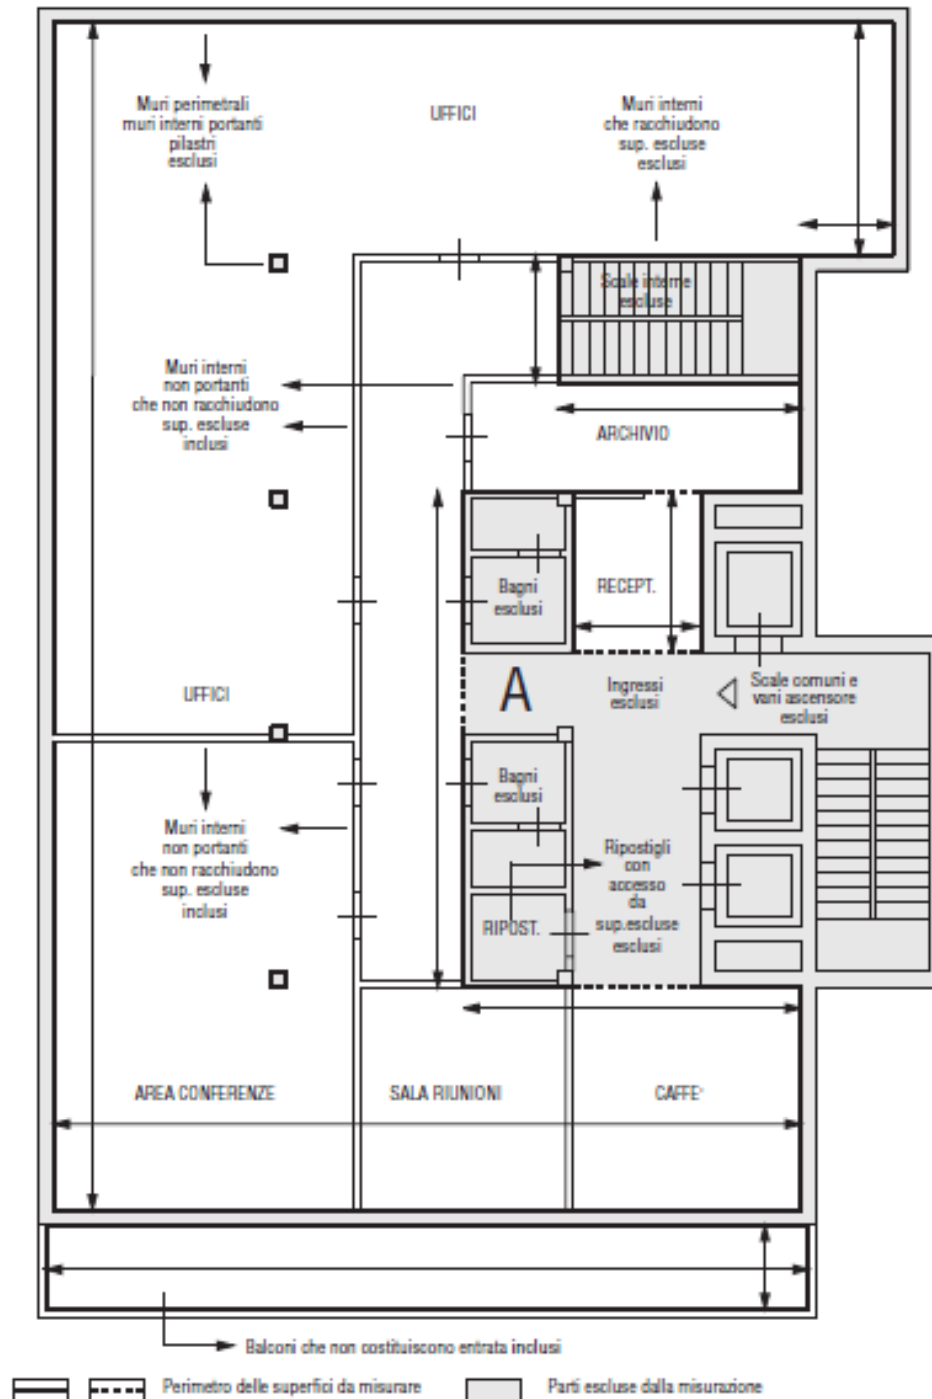 Muri perimetrali
muri interni portanti
pilastri
esclusi
UFFICI
Muri interni
che racchiudono
sup. escluse
esclusi
Scale interne
escluse
Muri interni
non portanti
che non racchiudono
sup. escluse
inclusi
ARCHIVIO
Bagni
esclusi
RECEPT.
UFFICI
A
Ingressi
esclusi
Scale comuni e
vani ascensore
esclusi
Bagni
esclusi
Muri interni
non portanti
che non racchiudono
sup. escluse
inclusi
Ripostigli
con
accesso
da
sup.escluse
esclusi
RIPOST.
AREA CONFERENZE
SALA RIUNIONI
CAFFE'
Balconi che non costituiscono entrata inclusi
Perimetro delle superfici da misurare
Parti escluse dalla misurazione